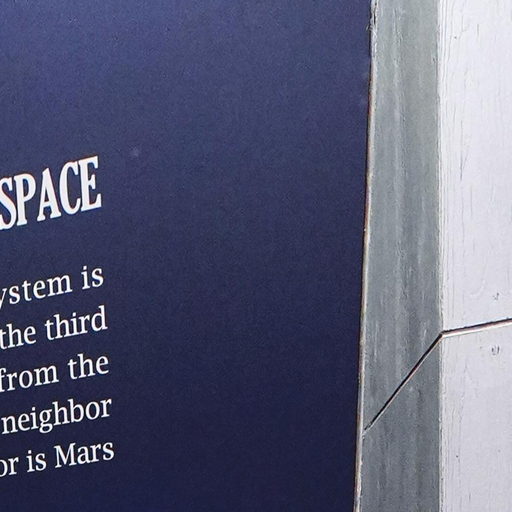 SPACE
ystem is
the third
from the
neighbor
or is Mars